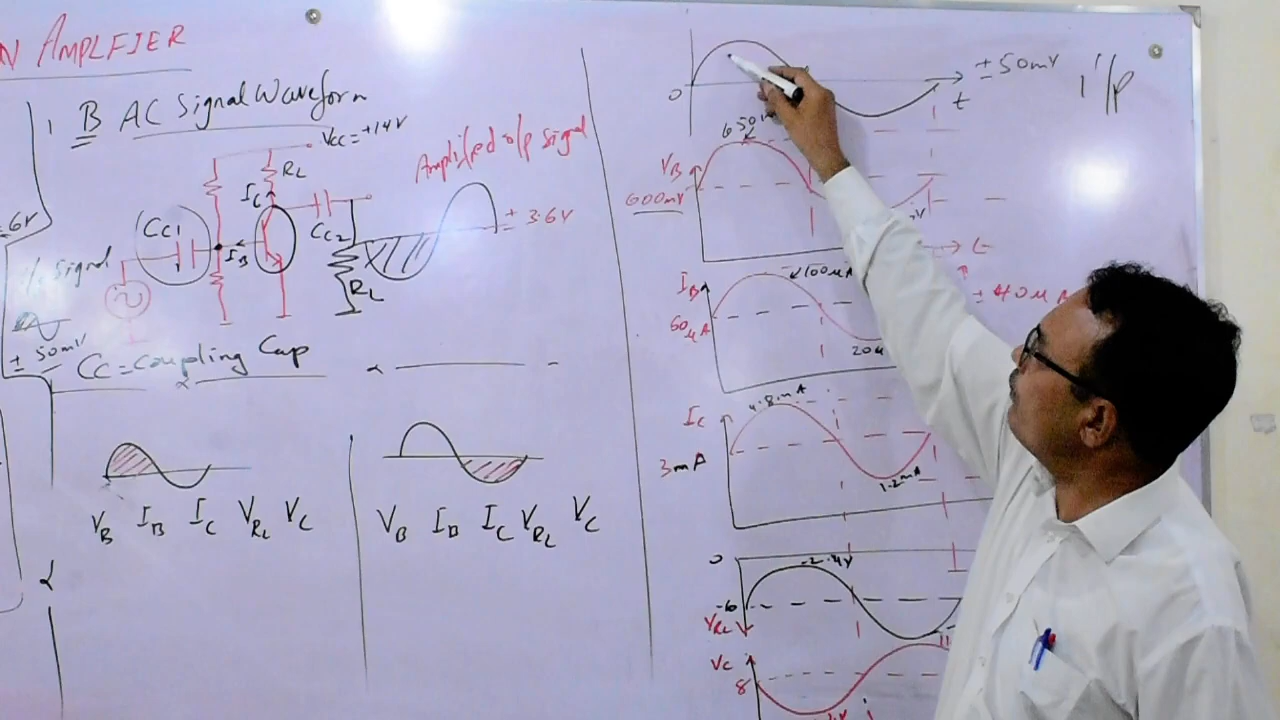 N AMPLFIER
B AC Signal Waveform
VCC=+14V
RL
IC
CC1
IB
CC2
RL
6V
Signal
± 50mV
CC=Coupling Cap
Amplified o/p signal
± 3.6V
VB IB IC VRL VC
VB IB IC VRL VC
0
± 50mV
t
I/P
650m
VB
600mV
t
IB
100μA
60μA
20μ
± 40μA
IC
4.8mA
3mA
1.2mA
0
-2.4V
-6
VRL
VC
8